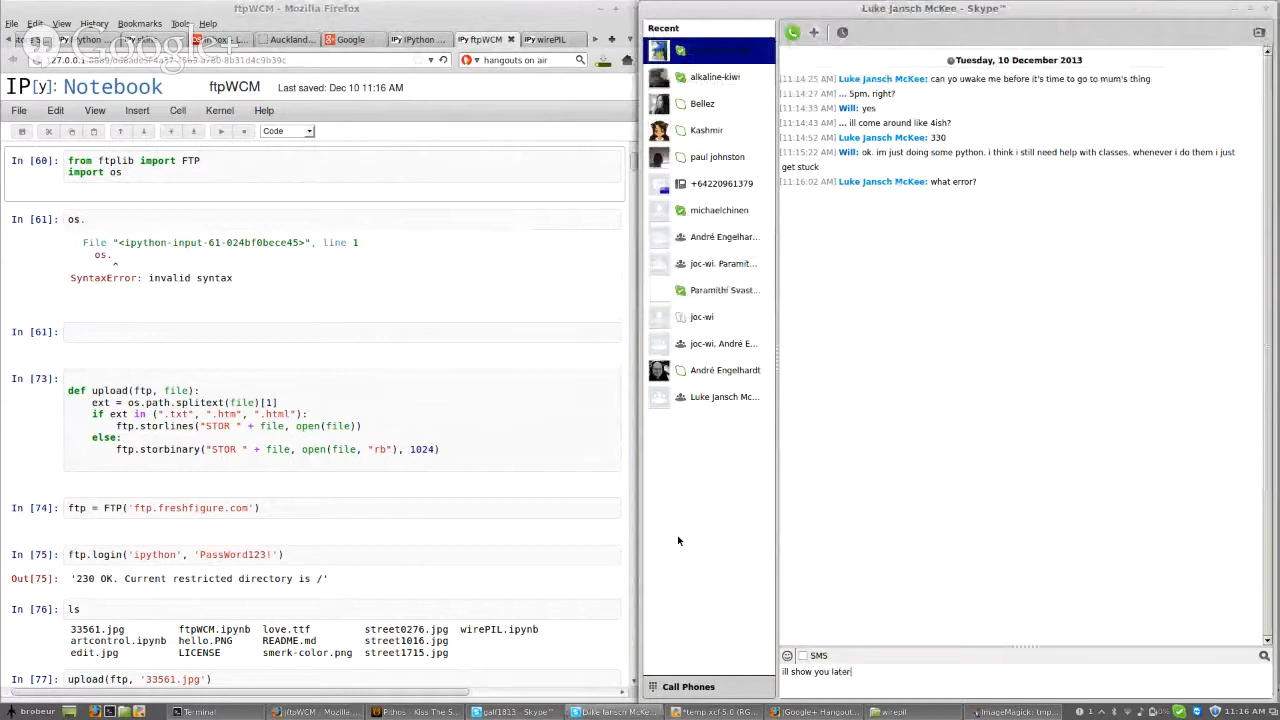 ftpWCM - Mozilla Firefox
Luke Jansch McKee - Skype™
File Edit View History Bookmarks Tools Help
Auckland... Google Python ... IPy ftpWCM IPy wirePIL
hangouts on air
Recent
Tuesday, 10 December 2013
IP[y]: Notebook ftpWCM Last saved: Dec 10 11:16 AM
File Edit View Insert Cell Kernel Help
Code
In [60]: from ftplib import FTP
import os
In [61]: os.
File "<ipython-input-61-024bf0bece45>", line 1
os.
SyntaxError: invalid syntax
In [61]:
In [73]:
def upload(ftp, file):
ext = os.path.splitext(file)[1]
if ext in (".txt", ".htm", ".html"):
ftp.storlines("STOR " + file, open(file))
else:
ftp.storbinary("STOR " + file, open(file, "rb"), 1024)
In [74]: ftp = FTP('ftp.freshfigure.com')
In [75]: ftp.login('ipython', 'PassWord123!')
Out[75]: '230 OK. Current restricted directory is /'
In [76]: ls
33561.jpg ftpWCM.ipynb love.ttf street0276.jpg wirePIL.ipynb
artcontrol.ipynb hello.PNG README.md street1016.jpg
edit.jpg LICENSE smerk-color.png street1715.jpg
In [77]: upload(ftp, '33561.jpg')
alkaline-kiwi
Bellez
Kashmir
paul johnston
+64220961379
michaelchinen
André Engelhar...
joc-wi, Paramit...
Paramithi Svast...
joc-wi
joc-wi, André E...
André Engelhardt
Luke Jansch Mc...
Call Phones
[11:14:25 AM] Luke Jansch McKee: can yo uwake me before it's time to go to mum's thing
[11:14:27 AM] ... 5pm, right?
[11:14:33 AM] Will: yes
[11:14:43 AM] ... ill come around like 4ish?
[11:14:52 AM] Luke Jansch McKee: 330
[11:15:22 AM] Will: ok. im just doing some python. i think i still need help with classes. whenever i do them i just
get stuck
[11:16:02 AM] Luke Jansch McKee: what error?
SMS
ill show you later
brobeur Terminal [ftpWCM - Mozilla ... Pithos - Kiss The S... palf1813 - Skype™ Luke Jansch McKe... *temp.xcf-5.0 (RG... [Google+ Hangout... wirepil ImageMagick: tmp... 11:16 AM